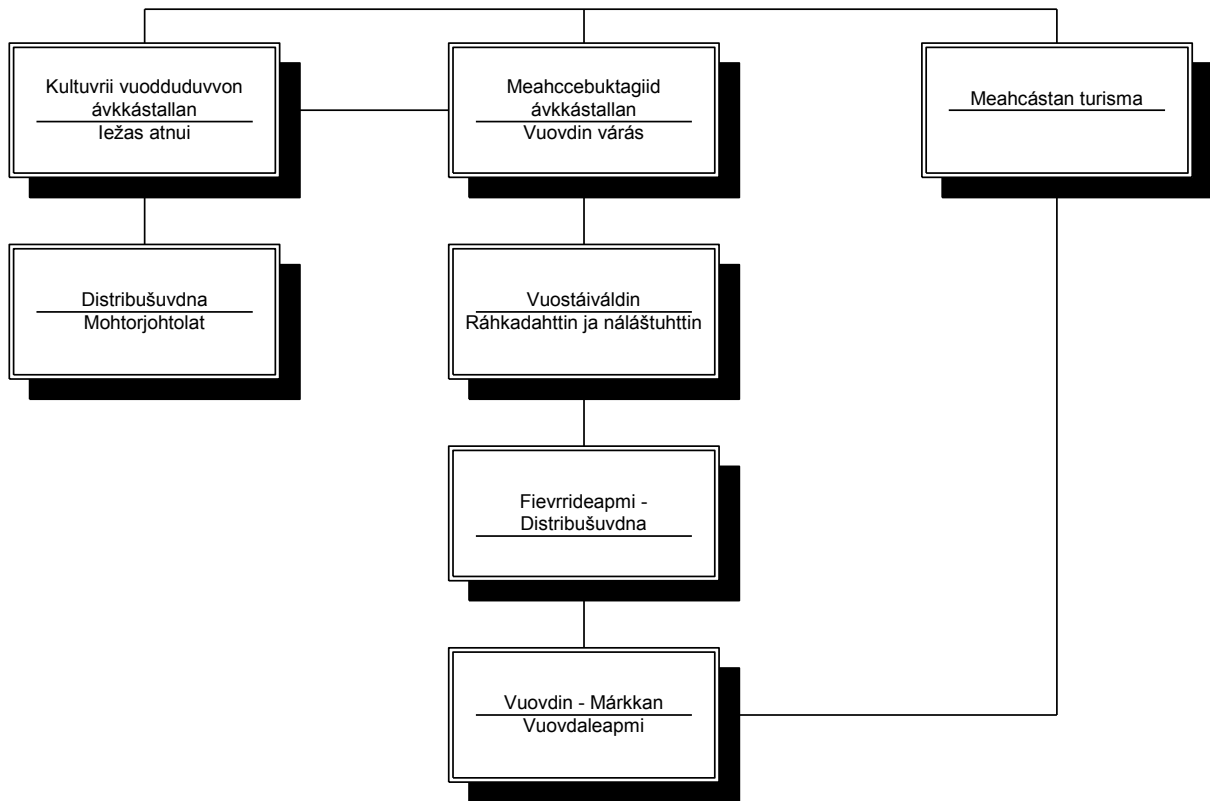 Kultuvrii vuodduduvvon
ávkkástallan
Iežas atnui
Meahccebuktagiid
ávkkástallan
Vuovdin várás
Meahcástan turisma
Distribušuvdna
Mohtorjohtolat
Vuostáiváldin
Ráhkadahttin ja náláštuhttin
Fievrrideapmi -
Distribušuvdna
Vuovdin - Márkkan
Vuovdaleapmi